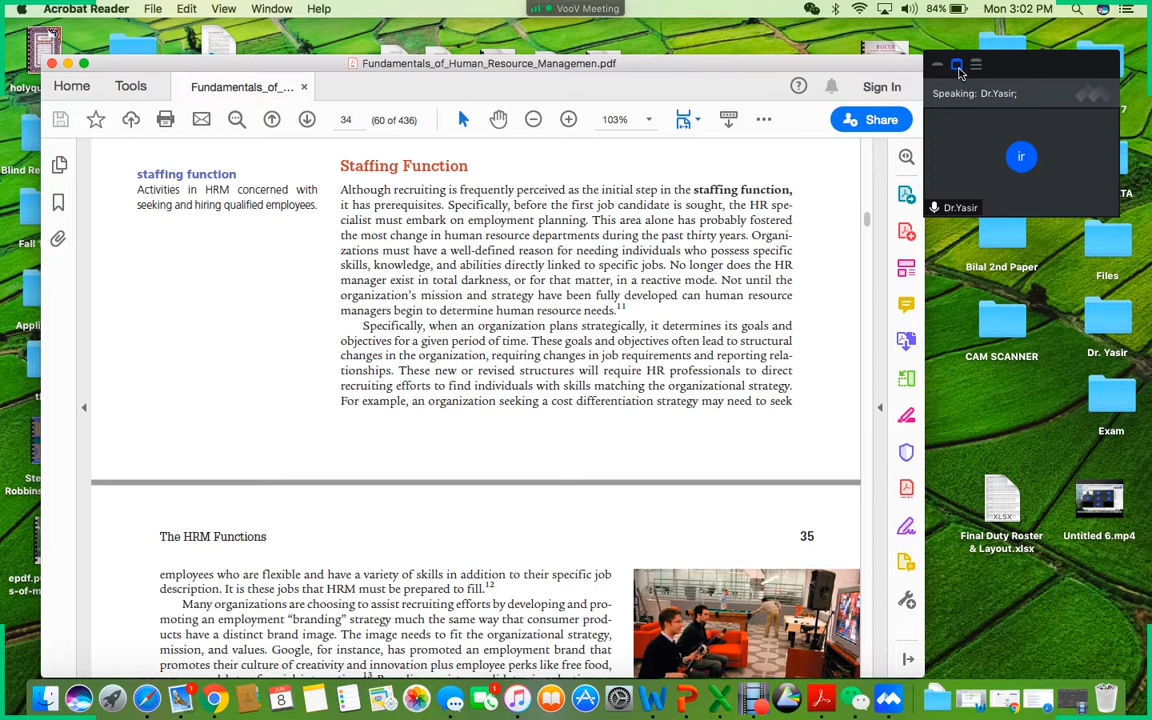 Acrobat Reader File Edit View Window Help
VooV Meeting
84% Mon 3:02 PM
Fundamentals_of_Human_Resource_Managemen.pdf
Home Tools Fundamentals_of_... × Sign In
34 (60 of 436) 103% Share
Speaking: Dr.Yasir;
ir
Dr.Yasir
staffing function
Activities in HRM concerned with
seeking and hiring qualified employees.
Staffing Function
Although recruiting is frequently perceived as the initial step in the staffing function,
it has prerequisites. Specifically, before the first job candidate is sought, the HR spe-
cialist must embark on employment planning. This area alone has probably fostered
the most change in human resource departments during the past thirty years. Organi-
zations must have a well-defined reason for needing individuals who possess specific
skills, knowledge, and abilities directly linked to specific jobs. No longer does the HR
manager exist in total darkness, or for that matter, in a reactive mode. Not until the
organization's mission and strategy have been fully developed can human resource
managers begin to determine human resource needs.11
Specifically, when an organization plans strategically, it determines its goals and
objectives for a given period of time. These goals and objectives often lead to structural
changes in the organization, requiring changes in job requirements and reporting rela-
tionships. These new or revised structures will require HR professionals to direct
recruiting efforts to find individuals with skills matching the organizational strategy.
For example, an organization seeking a cost differentiation strategy may need to seek
The HRM Functions 35
employees who are flexible and have a variety of skills in addition to their specific job
description. It is these jobs that HRM must be prepared to fill.12
Many organizations are choosing to assist recruiting efforts by developing and pro-
moting an employment "branding" strategy much the same way that consumer prod-
ucts have a distinct brand image. The image needs to fit the organizational strategy,
mission, and values. Google, for instance, has promoted an employment brand that
promotes their culture of creativity and innovation plus employee perks like free food,
holyqu
Blind Re
Fall
Appli
Ste
Robbins
epdf.pu
s-of-m
TA
Bilal 2nd Paper
Files
CAM SCANNER
Dr. Yasir
Exam
XLSX
Final Duty Roster
& Layout.xlsx
Untitled 6.mp4